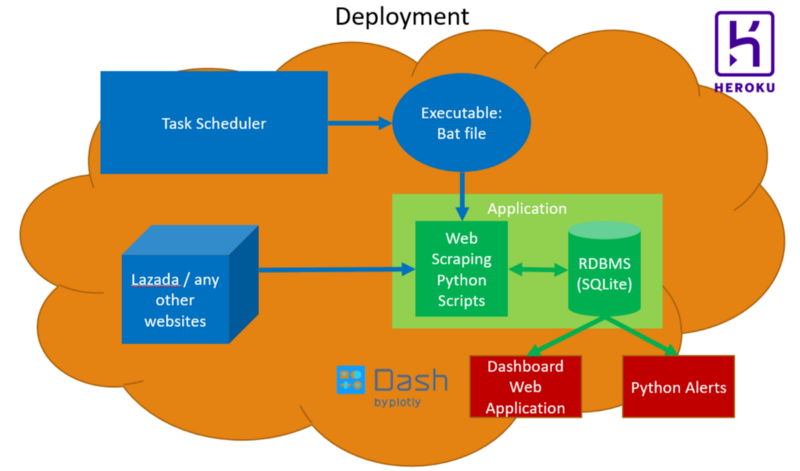 Deployment
HEROKU
Task Scheduler
Executable:
Bat file
Application
Web
Scraping
Python
Scripts
RDBMS
(SQLite)
Lazada / any
other
websites
Dash
by plotly
Dashboard
Web
Application
Python Alerts